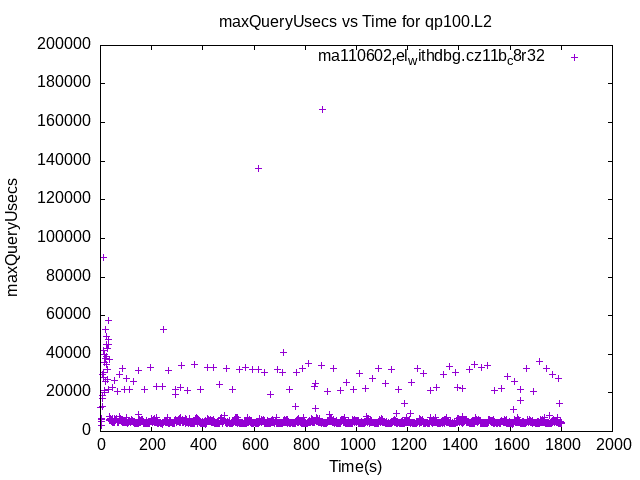 maxQueryUsecs vs Time for qp100.L2
ma110602relwithdbg.cz11bc8r32
200000
180000
160000
140000
120000
100000
80000
60000
40000
20000
0
maxQueryUsecs
0 200 400 600 800 1000 1200 1400 1600 1800 2000
Time(s)